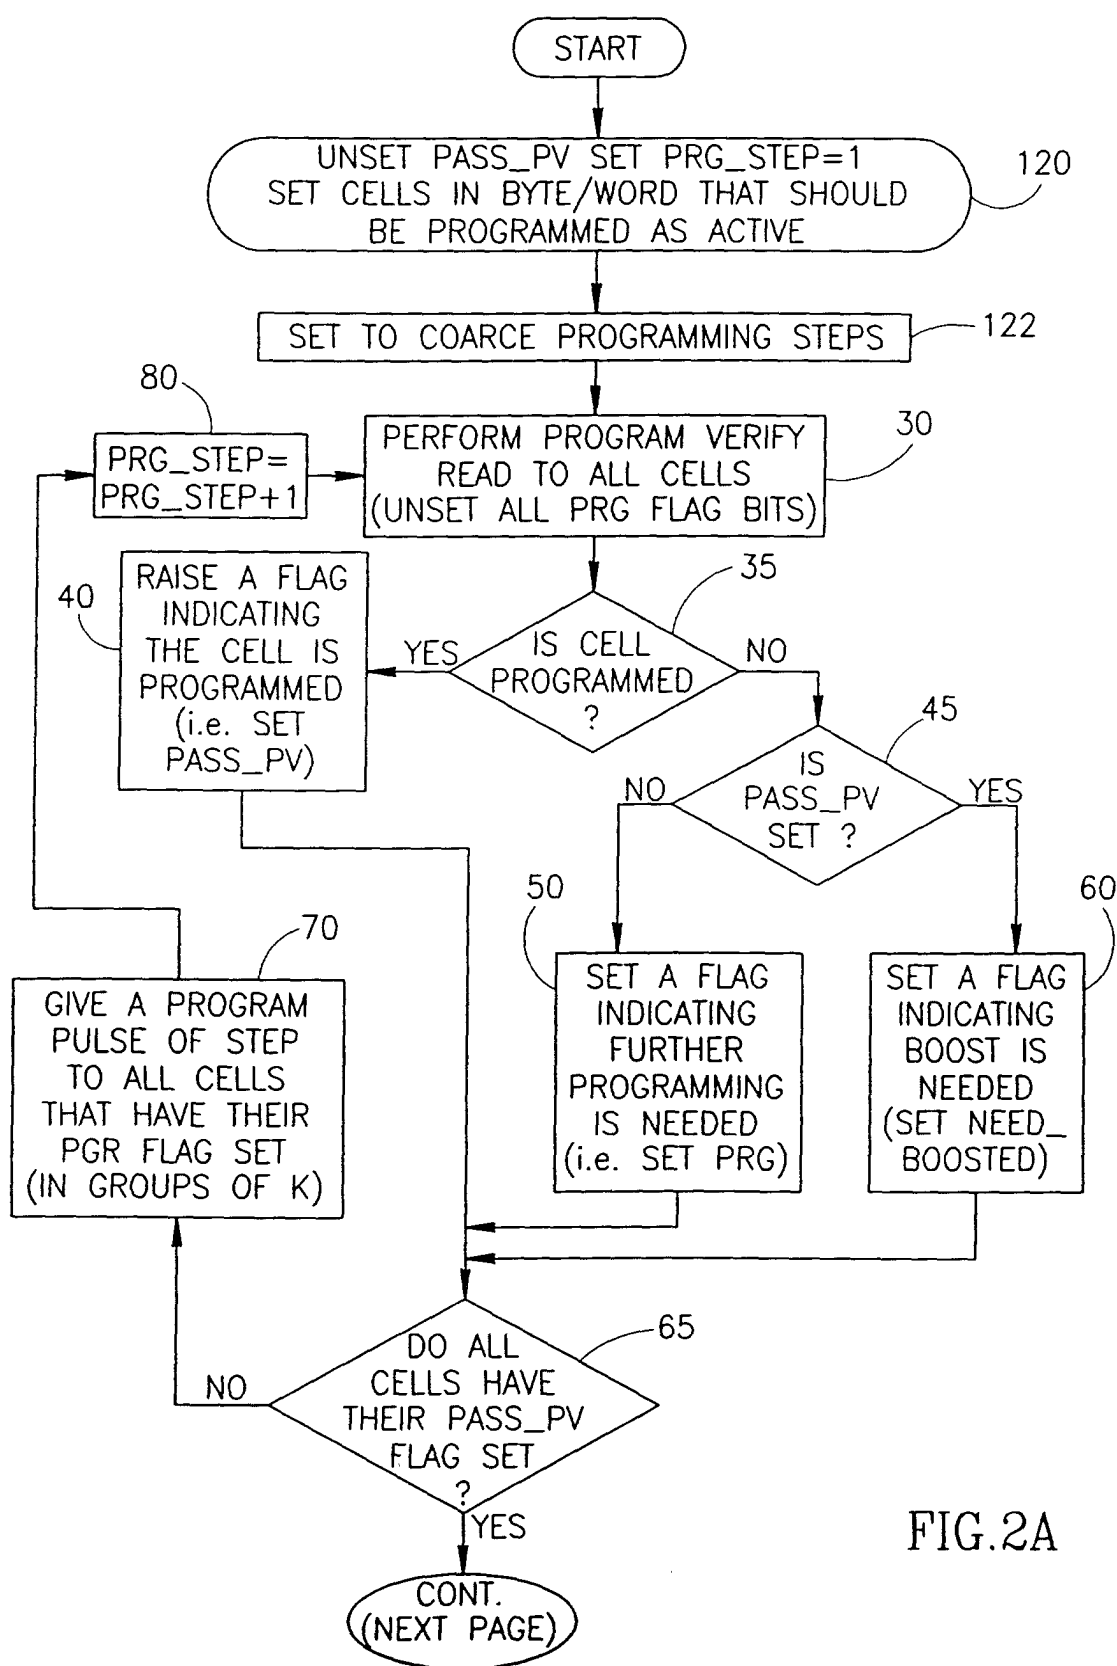 START
UNSET PASS_PV SET PRG_STEP=1
SET CELLS IN BYTE/WORD THAT SHOULD
BE PROGRAMMED AS ACTIVE
120
SET TO COARCE PROGRAMMING STEPS
122
80
PRG_STEP=
PRG_STEP+1
PERFORM PROGRAM VERIFY
READ TO ALL CELLS
(UNSET ALL PRG FLAG BITS)
30
40
RAISE A FLAG
INDICATING
THE CELL IS
PROGRAMMED
(i.e. SET
PASS_PV)
YES
IS CELL
PROGRAMMED
?
35
NO
45
IS
PASS_PV
SET ?
NO
YES
50
SET A FLAG
INDICATING
FURTHER
PROGRAMMING
IS NEEDED
(i.e. SET PRG)
60
SET A FLAG
INDICATING
BOOST IS
NEEDED
(SET NEED_
BOOSTED)
70
GIVE A PROGRAM
PULSE OF STEP
TO ALL CELLS
THAT HAVE THEIR
PGR FLAG SET
(IN GROUPS OF K)
65
DO ALL
CELLS HAVE
THEIR PASS_PV
FLAG SET
?
NO
YES
CONT.
(NEXT PAGE)
FIG.2A